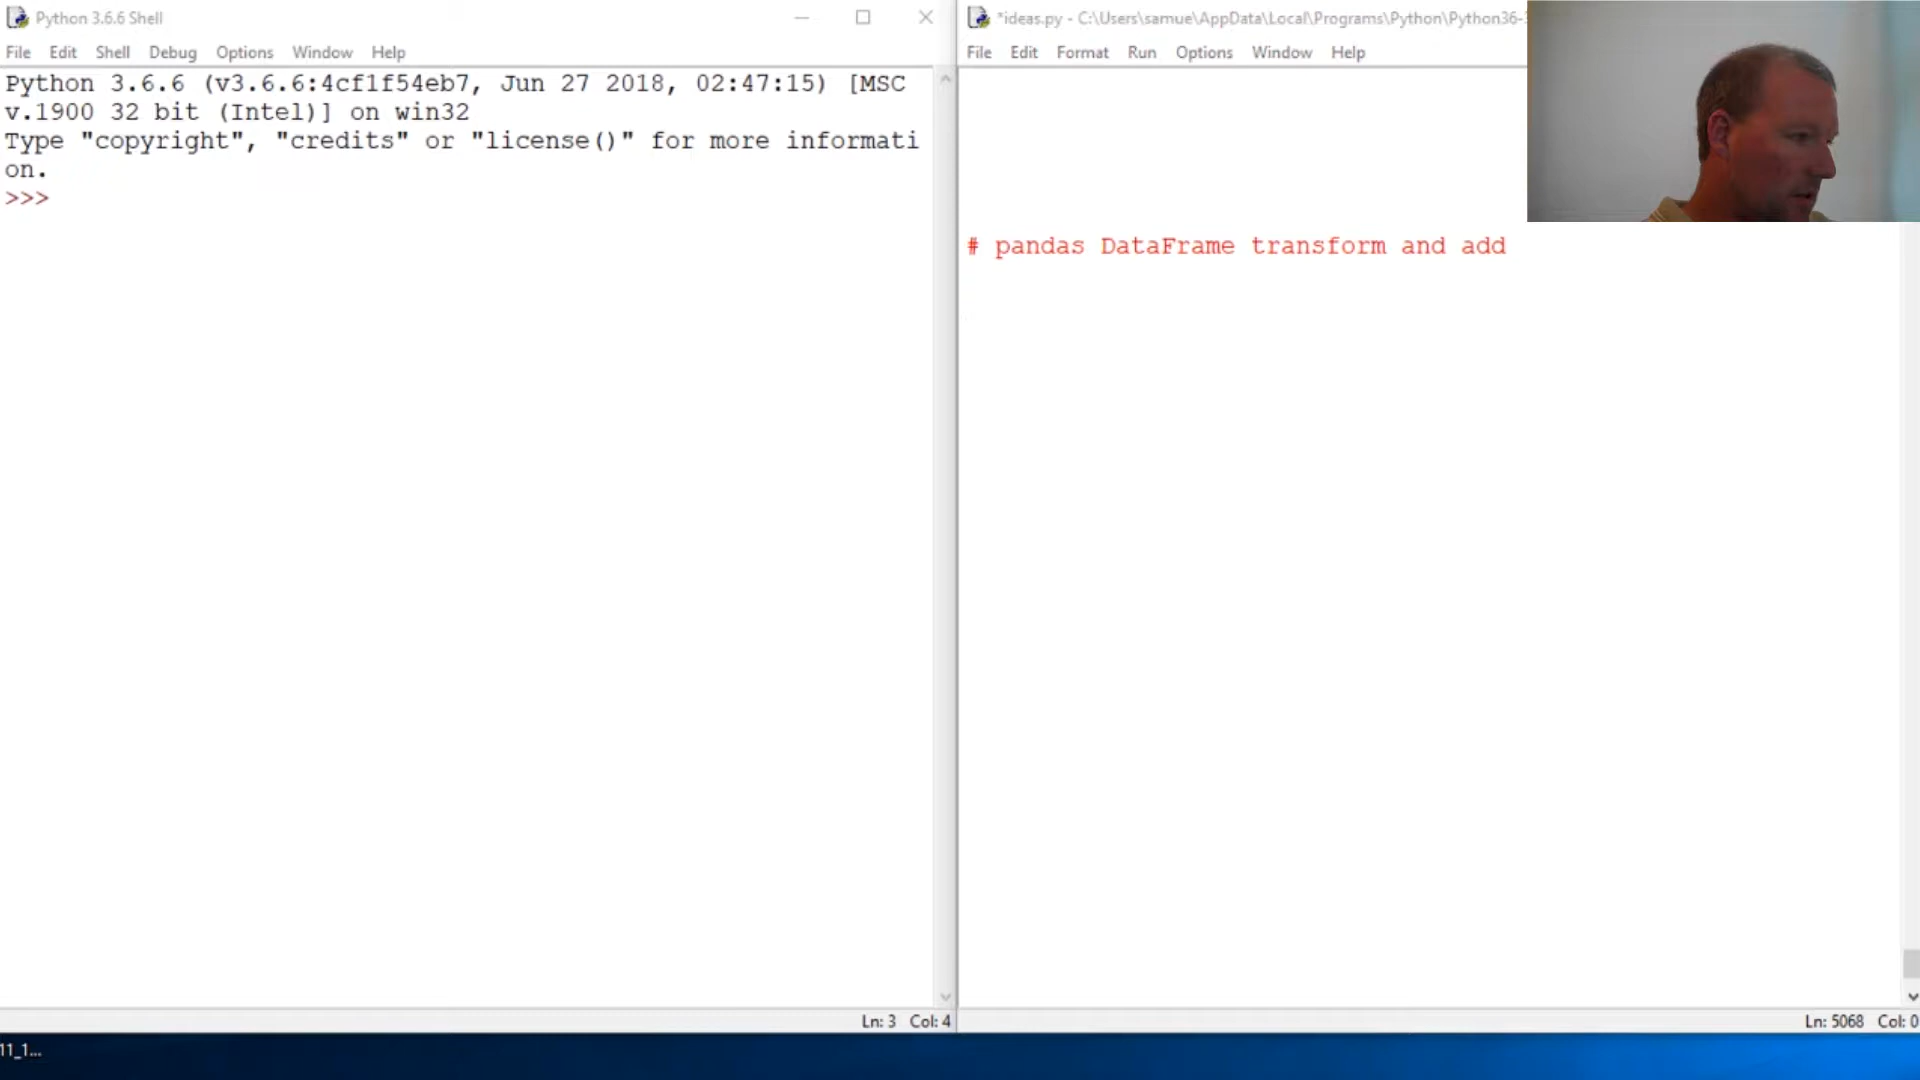 Python 3.6.6 Shell
File Edit Shell Debug Options Window Help
Python 3.6.6 (v3.6.6:4cf1f54eb7, Jun 27 2018, 02:47:15) [MSC
v.1900 32 bit (Intel)] on win32
Type "copyright", "credits" or "license()" for more informati
on.
>>>
Ln: 3 Col: 4
*ideas.py - C:\Users\samue\AppData\Local\Programs\Python\Python36-
File Edit Format Run Options Window Help
# pandas DataFrame transform and add
Ln: 5068 Col: 0
11_1...